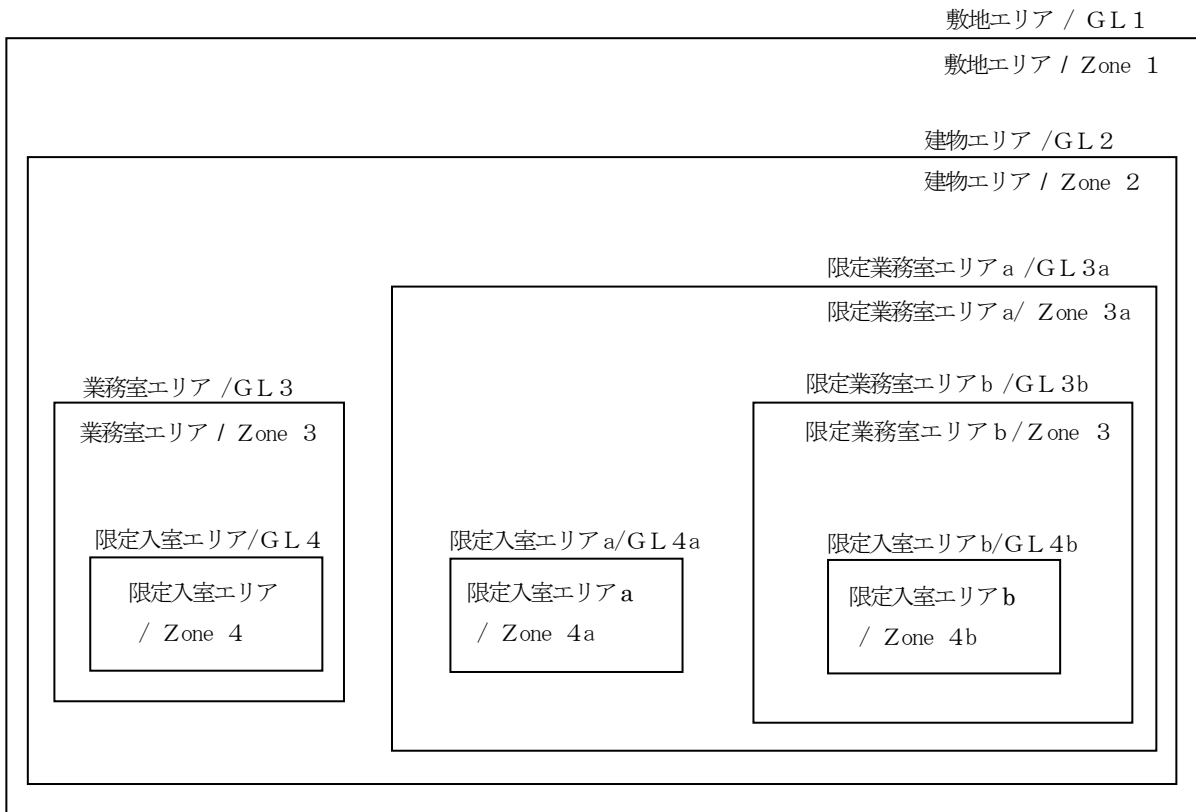 敷地エリア / GL1
敷地エリア / Zone 1
建物エリア /GL2
建物エリア / Zone 2
限定業務室エリアa /GL3a
限定業務室エリアa/ Zone 3a
業務室エリア /GL3
業務室エリア / Zone 3
限定業務室エリアb /GL3b
限定業務室エリアb/Zone 3
限定入室エリア/GL4
限定入室エリア
/ Zone 4
限定入室エリアa/GL4a
限定入室エリアa
/ Zone 4a
限定入室エリアb/GL4b
限定入室エリアb
/ Zone 4b